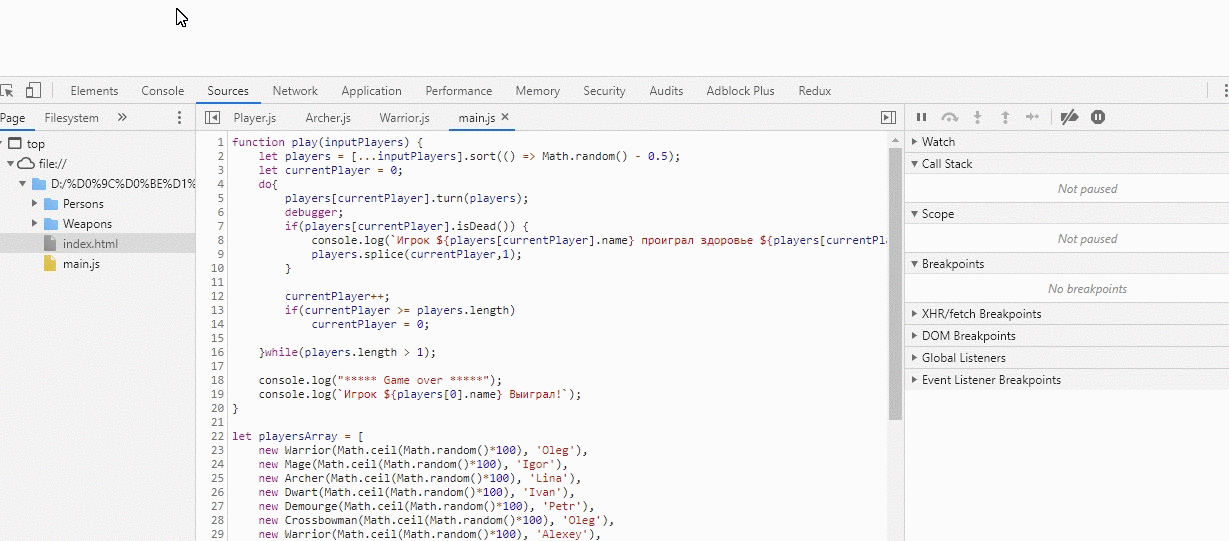 Elements Console Sources Network Application Performance Memory Security Audits Adblock Plus Redux
Page Filesystem
Player.js Archer.js Warrior.js main.js
top
file://
D:/%D0%9C%D0%BE%D1%
Persons
Weapons
index.html
main.js
1 function play(inputPlayers) {
2 let players = [...inputPlayers].sort(() => Math.random() - 0.5);
3 let currentPlayer = 0;
4 do{
5 players[currentPlayer].turn(players);
6 debugger;
7 if(players[currentPlayer].isDead()) {
8 console.log(`Игрок ${players[currentPlayer].name} проиграл здоровье ${players[currentPl
9 players.splice(currentPlayer,1);
10 }
11
12 currentPlayer++;
13 if(currentPlayer >= players.length)
14 currentPlayer = 0;
15
16 }while(players.length > 1);
17
18 console.log("***** Game over *****");
19 console.log(`Игрок ${players[0].name} Выиграл!`);
20 }
21
22 let playersArray = [
23 new Warrior(Math.ceil(Math.random()*100), 'Oleg'),
24 new Mage(Math.ceil(Math.random()*100), 'Igor'),
25 new Archer(Math.ceil(Math.random()*100), 'Lina'),
26 new Dwart(Math.ceil(Math.random()*100), 'Ivan'),
27 new Demourge(Math.ceil(Math.random()*100), 'Petr'),
28 new Crossbowman(Math.ceil(Math.random()*100), 'Oleg'),
29 new Warrior(Math.ceil(Math.random()*100), 'Alexey'),
Watch
Call Stack
Not paused
Scope
Not paused
Breakpoints
No breakpoints
XHR/fetch Breakpoints
DOM Breakpoints
Global Listeners
Event Listener Breakpoints